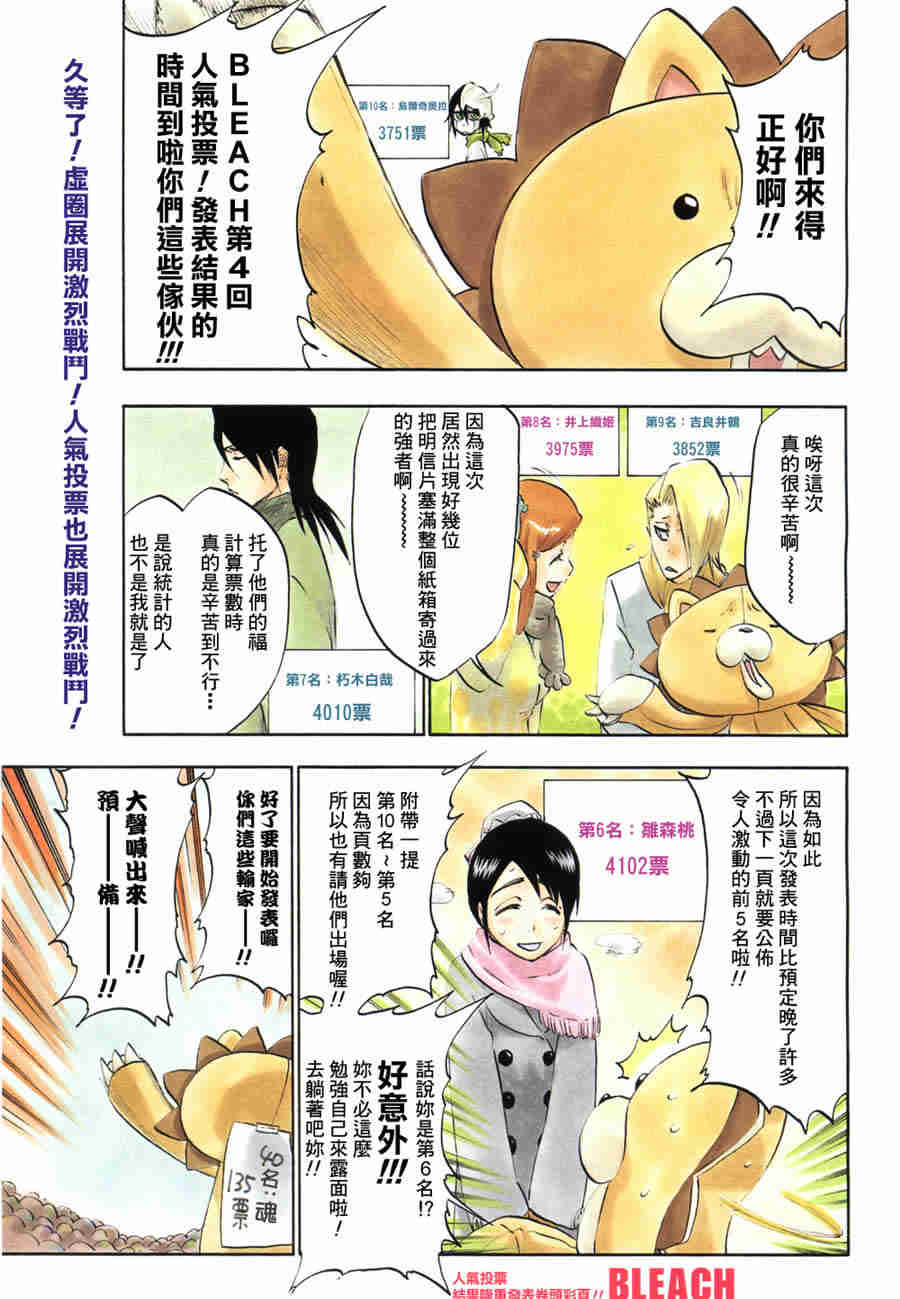 你們來得
正好啊!!
第10名：烏爾奇奧拉
3751票
BLEACH第4回
人氣投票！發表結果的
時間到啦你們這些傢伙!!!
久等了！虛圈展開激烈戰鬥！人氣投票也展開激烈戰鬥！
唉呀這次
真的很辛苦啊~~~~
第9名：吉良井鶴
3852票
第8名：井上織姬
3975票
因為這次
居然出現好幾位
把明信片塞滿整個紙箱寄過來
的強者啊~~~~
托了他們的福
計算票數時
真的是辛苦到不行…
是說統計的人
也不是我就是了
第7名：朽木白哉
4010票
因為如此
所以這次發表時間比預定晚了許多
不過下一頁就要公佈
令人激動的前5名啦!!
第6名：雛森桃
4102票
附帶一提
第10名~第5名
因為頁數夠
所以也有請他們出場喔!!
話說妳是第6名!?
好意外!!!
妳不必這麼
勉強自己來露面啦！
去躺著吧妳!!
好了要開始發表囉
你們這些輸家——!!
大聲喊出來——!!
預——備——!!
40名：魂
135票
人氣投票
結果隆重發表卷頭彩頁!!
BLEACH